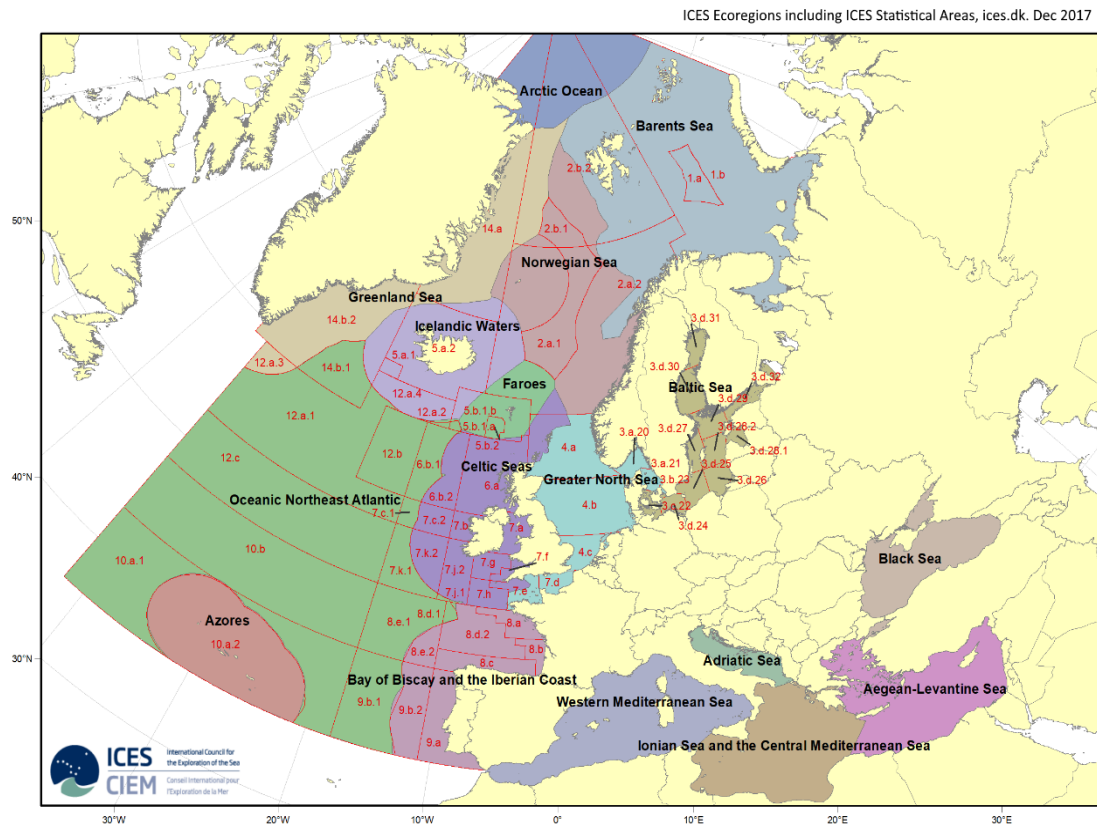 ICES Ecoregions including ICES Statistical Areas, ices.dk. Dec 2017
Arctic Ocean
Barents Sea
2.b.2
1.a
1.b
50°N
14.a
2.b.1
Norwegian Sea
2.a.2
Greenland Sea
14.b.2
Icelandic Waters
3.d.31
5.a.1
5.a.2
2.a.1
12.a.3
14.b.1
3.d.30
3.d.32
Faroes
Baltic Sea
12.a.4
3.d.29
12.a.2
5.b.1.b
12.a.1
5.b.1.a
3.a.20
3.d.27
3.d.28.2
5.b.2
4.a
3.d.28.1
12.b
12.c
6.b.1
Celtic Seas
3.a.21
3.d.25
40°N
6.a
Greater North Sea
3.b.23
3.d.26
6.b.2
Oceanic Northeast Atlantic
4.b
3.c.22
7.c.1
7.c.2
7.b
7.a
3.d.24
10.b
7.k.2
4.c
Black Sea
10.a.1
7.g
7.f
7.k.1
7.j.2
7.d
7.j.1
7.h
7.e
Azores
8.d.1
8.e.1
8.a
10.a.2
8.d.2
8.e.2
8.b
30°N
8.c
Adriatic Sea
Bay of Biscay and the Iberian Coast
Aegean-Levantine Sea
9.b.1
9.b.2
Western Mediterranean Sea
9.a
Ionian Sea and the Central Mediterranean Sea
ICES
CIEM
International Council for
the Exploration of the Sea
Conseil International pour
l'Exploration de la Mer
30°W
20°W
10°W
0°
10°E
20°E
30°E